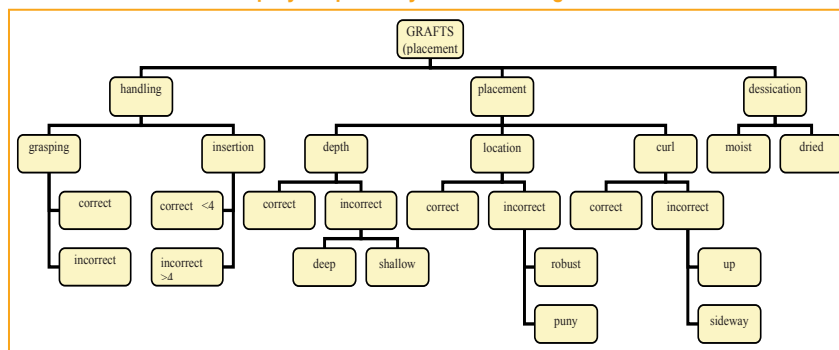 GRAFTS
(placement
handling
placement
dessication
grasping
insertion
depth
location
curl
moist
dried
correct
correct <4
correct
incorrect
correct
incorrect
correct
incorrect
incorrect
incorrect
>4
deep
shallow
robust
up
puny
sideway